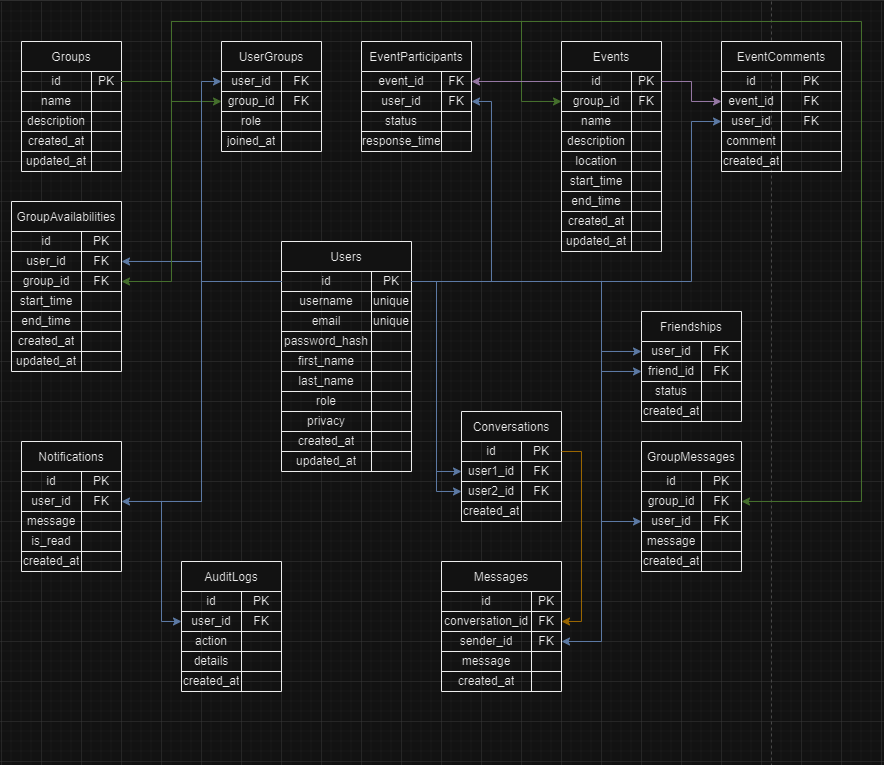 Groups
id PK
name
description
created_at
updated_at
UserGroups
user_id FK
group_id FK
role
joined_at
EventParticipants
event_id FK
user_id FK
status
response_time
Events
id PK
group_id FK
name
description
location
start_time
end_time
created_at
updated_at
EventComments
id PK
event_id FK
user_id FK
comment
created_at
GroupAvailabilities
id PK
user_id FK
group_id FK
start_time
end_time
created_at
updated_at
Users
id PK
username unique
email unique
password_hash
first_name
last_name
role
privacy
created_at
updated_at
Friendships
user_id FK
friend_id FK
status
created_at
Conversations
id PK
user1_id FK
user2_id FK
created_at
Notifications
id PK
user_id FK
message
is_read
created_at
GroupMessages
id PK
group_id FK
user_id FK
message
created_at
AuditLogs
id PK
user_id FK
action
details
created_at
Messages
id PK
conversation_id FK
sender_id FK
message
created_at